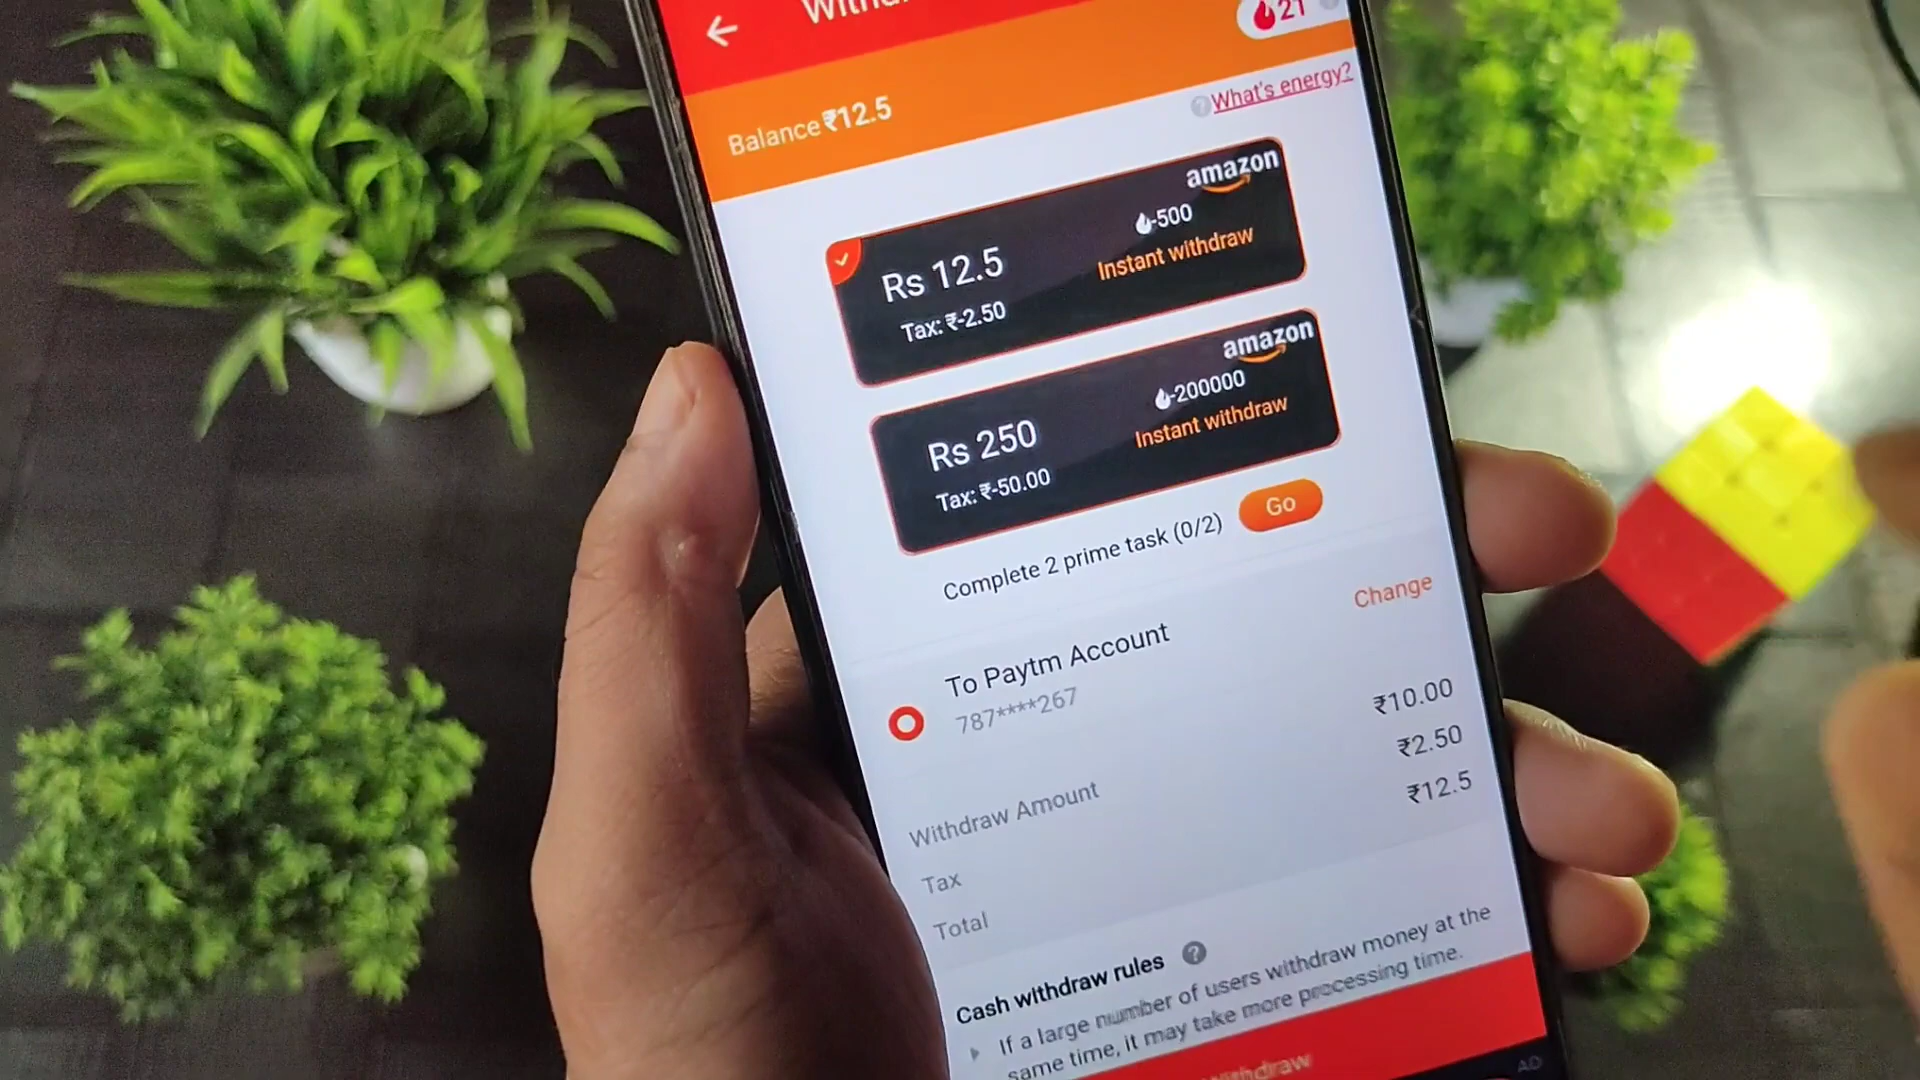 21
Balance ₹12.5
What's energy?
amazon
-500
Rs 12.5
Instant withdraw
Tax: ₹-2.50
amazon
-200000
Rs 250
Instant withdraw
Tax: ₹-50.00
Complete 2 prime task (0/2)
Go
Change
To Paytm Account
787****267
₹10.00
Withdraw Amount
₹2.50
Tax
₹12.5
Total
Cash withdraw rules
If a large number of users withdraw money at the
same time, it may take more processing time.
Withdraw
AD